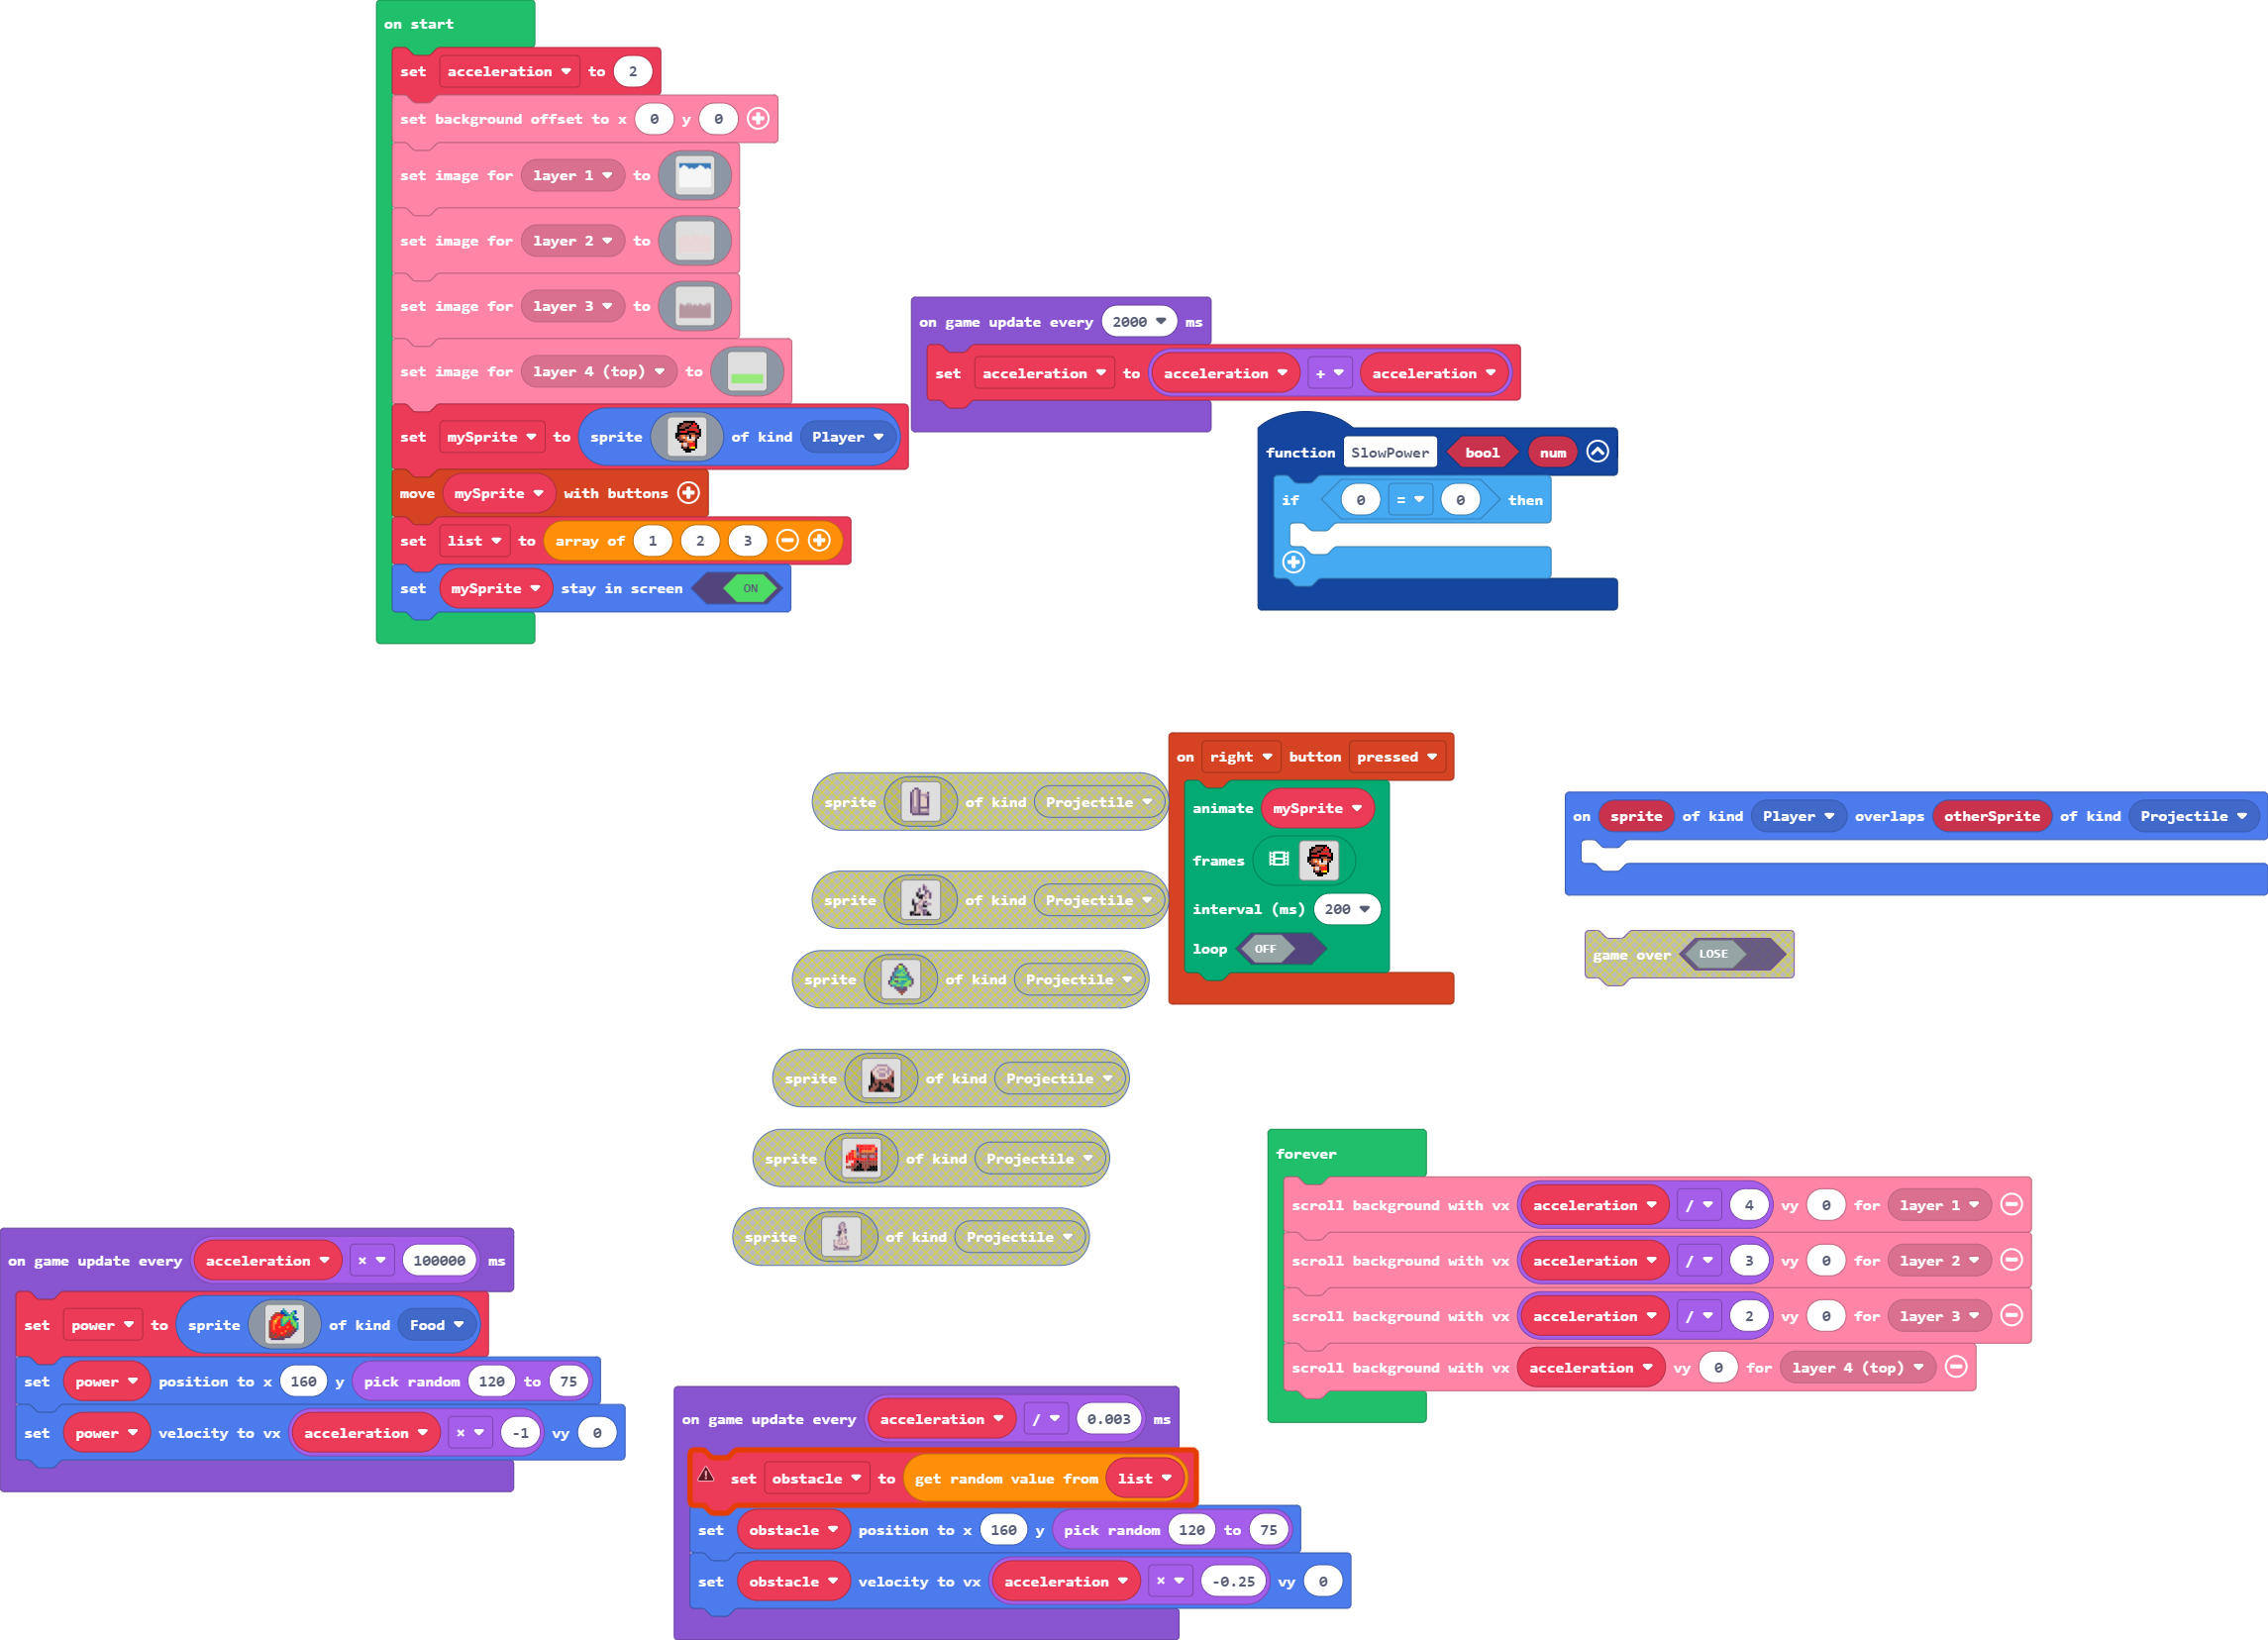 on start
set acceleration to 2
set background offset to x 0 y 0
set image for layer 1 to
set image for layer 2 to
set image for layer 3 to
set image for layer 4 (top) to
set mySprite to sprite of kind Player
move mySprite with buttons
set list to array of 1 2 3
set mySprite stay in screen ON
on game update every 2000 ms
set acceleration to acceleration + acceleration
function SlowPower bool num
if 0 = 0 then
sprite of kind Projectile
sprite of kind Projectile
sprite of kind Projectile
sprite of kind Projectile
sprite of kind Projectile
sprite of kind Projectile
on right button pressed
animate mySprite
frames
interval (ms) 200
loop OFF
on sprite of kind Player overlaps otherSprite of kind Projectile
game over LOSE
forever
scroll background with vx acceleration / 4 vy 0 for layer 1
scroll background with vx acceleration / 3 vy 0 for layer 2
scroll background with vx acceleration / 2 vy 0 for layer 3
scroll background with vx acceleration vy 0 for layer 4 (top)
on game update every acceleration × 100000 ms
set power to sprite of kind Food
set power position to x 160 y pick random 120 to 75
set power velocity to vx acceleration × -1 vy 0
on game update every acceleration / 0.003 ms
set obstacle to get random value from list
set obstacle position to x 160 y pick random 120 to 75
set obstacle velocity to vx acceleration × -0.25 vy 0